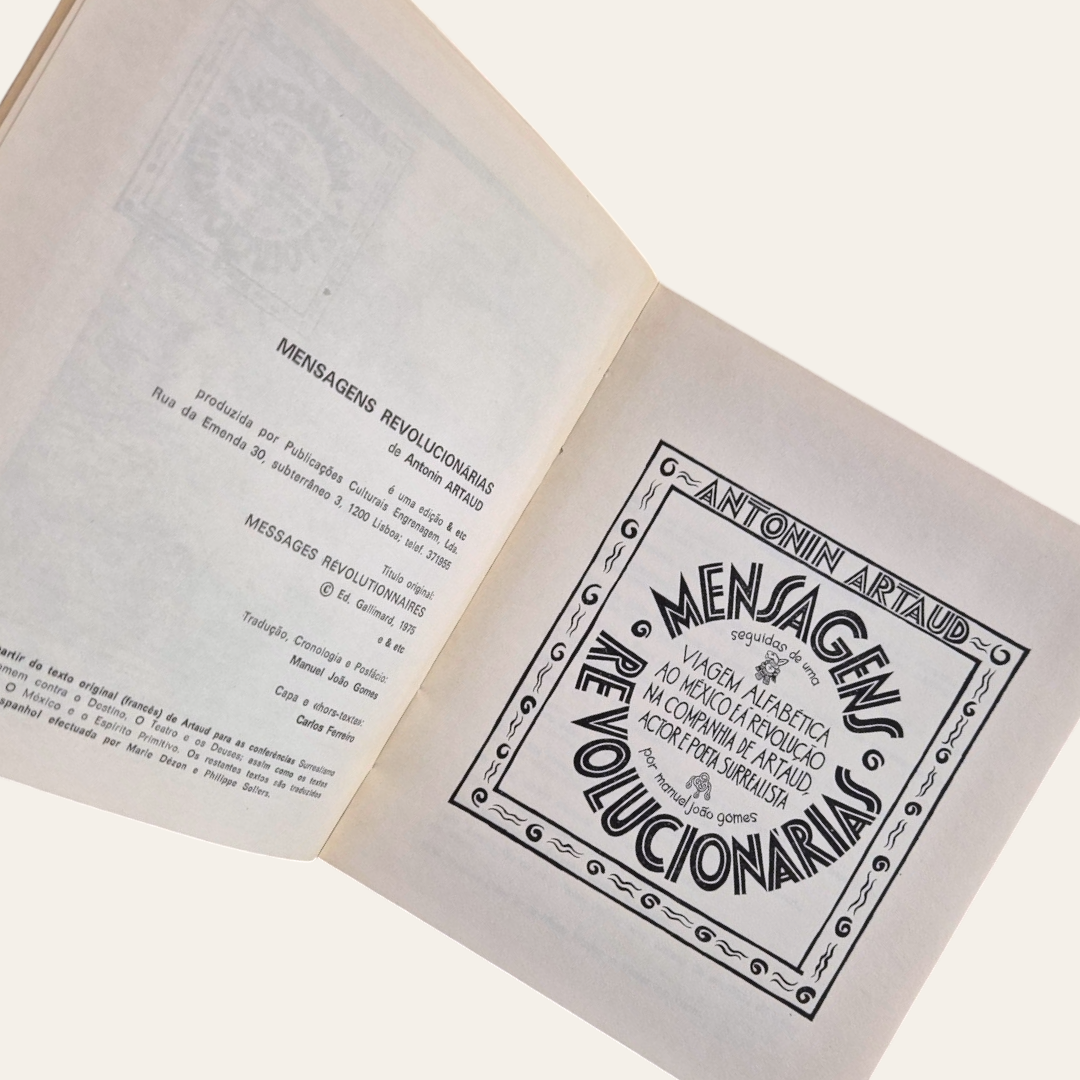 MENSAGENS REVOLUCIONÁRIAS
de Antonin ARTAUD
é uma edição & etc
produzida por Publicações Culturais Engrenagem, Lda.
Rua da Emenda 30, subterrâneo 3, 1200 Lisboa; telef. 371955
Título original:
MESSAGES RÉVOLUTIONNAIRES
© Ed. Gallimard, 1975
e & etc
Tradução, Cronologia e Posfácio:
Manuel João Gomes
Capa e «hors-texte»:
Carlos Ferreiro
partir do texto original (francês) de Artaud para as conferências Surrealismo
contra o Destino, O Teatro e os Deuses; assim como os textos
O México e o Espírito Primitivo. Os restantes textos são traduzidos
efectuada por Marie Dézon e Philippe Sollers.
ANTONIN ARTAUD
MENSAGENS
REVOLUCIONÁRIAS
seguidas de uma
VIAGEM ALFABÉTICA
AO MÉXICO E À REVOLUÇÃO
NA COMPANHIA DE ARTAUD,
ACTOR E POETA SURREALISTA
por manuel joão gomes